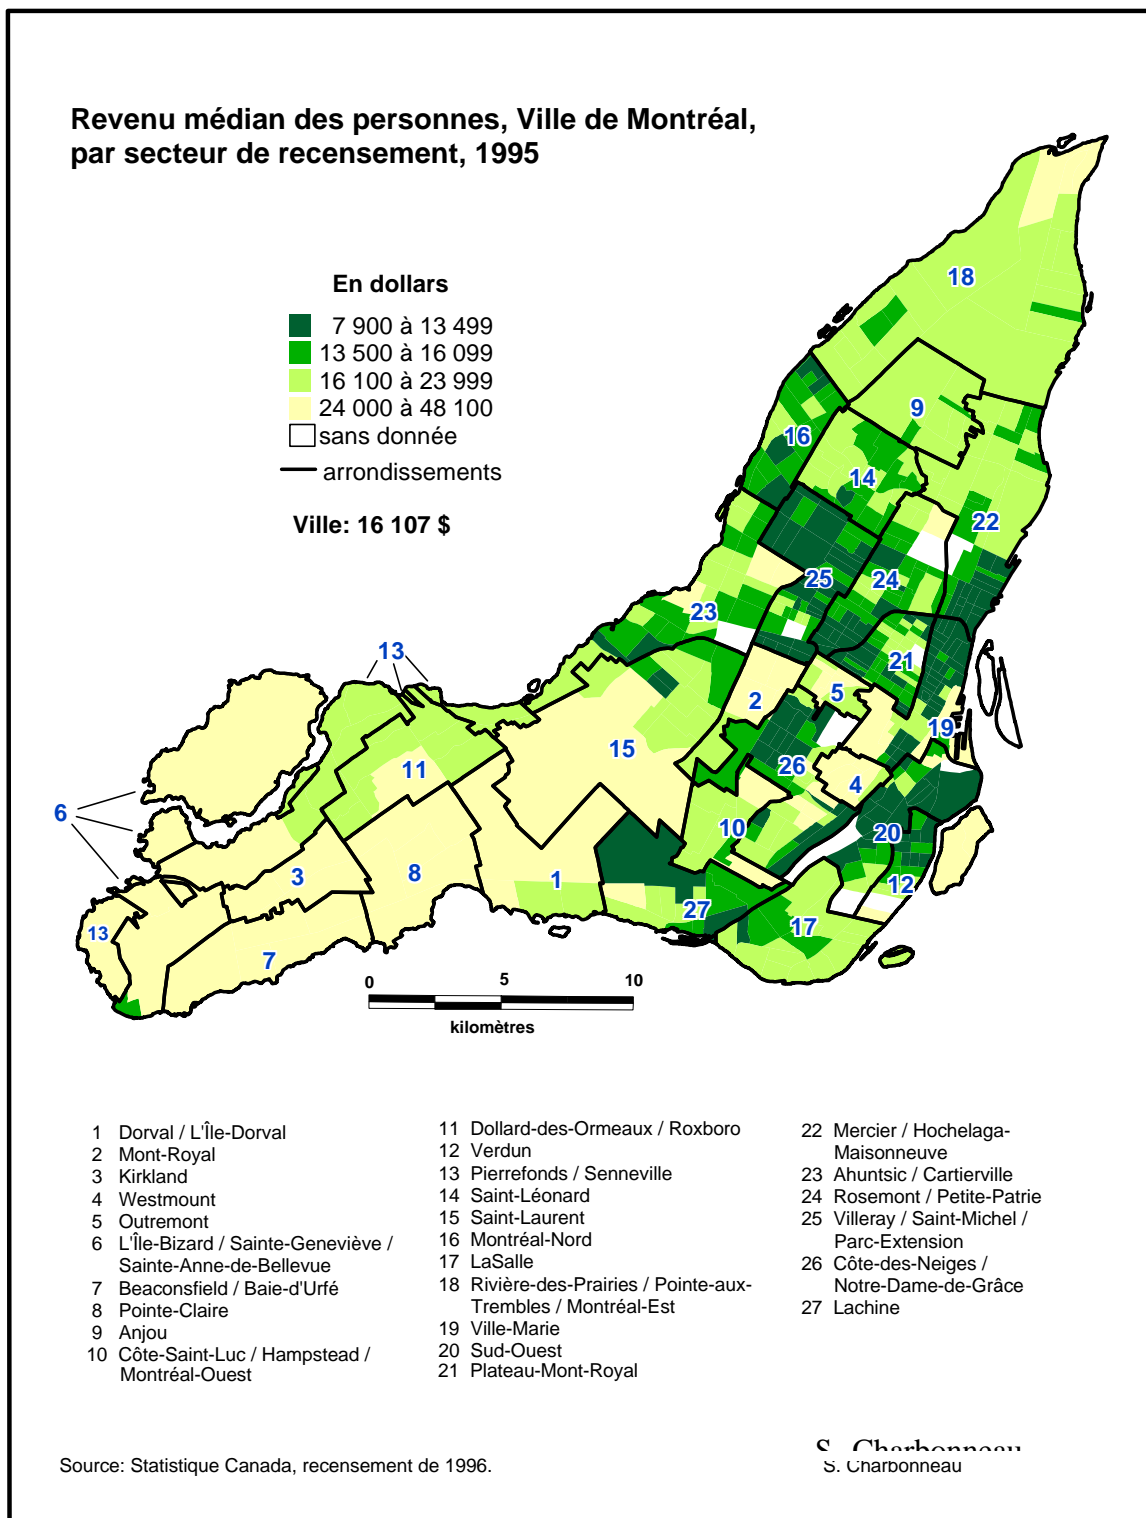 Revenu médian des personnes, Ville de Montréal,
par secteur de recensement, 1995
En dollars
7 900 à 13 499
13 500 à 16 099
16 100 à 23 999
24 000 à 48 100
sans donnée
arrondissements
Ville: 16 107 $
18
9
16
14
22
25
24
23
21
13
5
2
19
15
11
26
4
6
10
20
3
8
1
12
27
17
13
7
0 5 10
kilomètres
1 Dorval / L'Île-Dorval
2 Mont-Royal
3 Kirkland
4 Westmount
5 Outremont
6 L'Île-Bizard / Sainte-Geneviève /
Sainte-Anne-de-Bellevue
7 Beaconsfield / Baie-d'Urfé
8 Pointe-Claire
9 Anjou
10 Côte-Saint-Luc / Hampstead /
Montréal-Ouest
11 Dollard-des-Ormeaux / Roxboro
12 Verdun
13 Pierrefonds / Senneville
14 Saint-Léonard
15 Saint-Laurent
16 Montréal-Nord
17 LaSalle
18 Rivière-des-Prairies / Pointe-aux-
Trembles / Montréal-Est
19 Ville-Marie
20 Sud-Ouest
21 Plateau-Mont-Royal
22 Mercier / Hochelaga-
Maisonneuve
23 Ahuntsic / Cartierville
24 Rosemont / Petite-Patrie
25 Villeray / Saint-Michel /
Parc-Extension
26 Côte-des-Neiges /
Notre-Dame-de-Grâce
27 Lachine
S. Charbonneau
Source: Statistique Canada, recensement de 1996.
S. Charbonneau